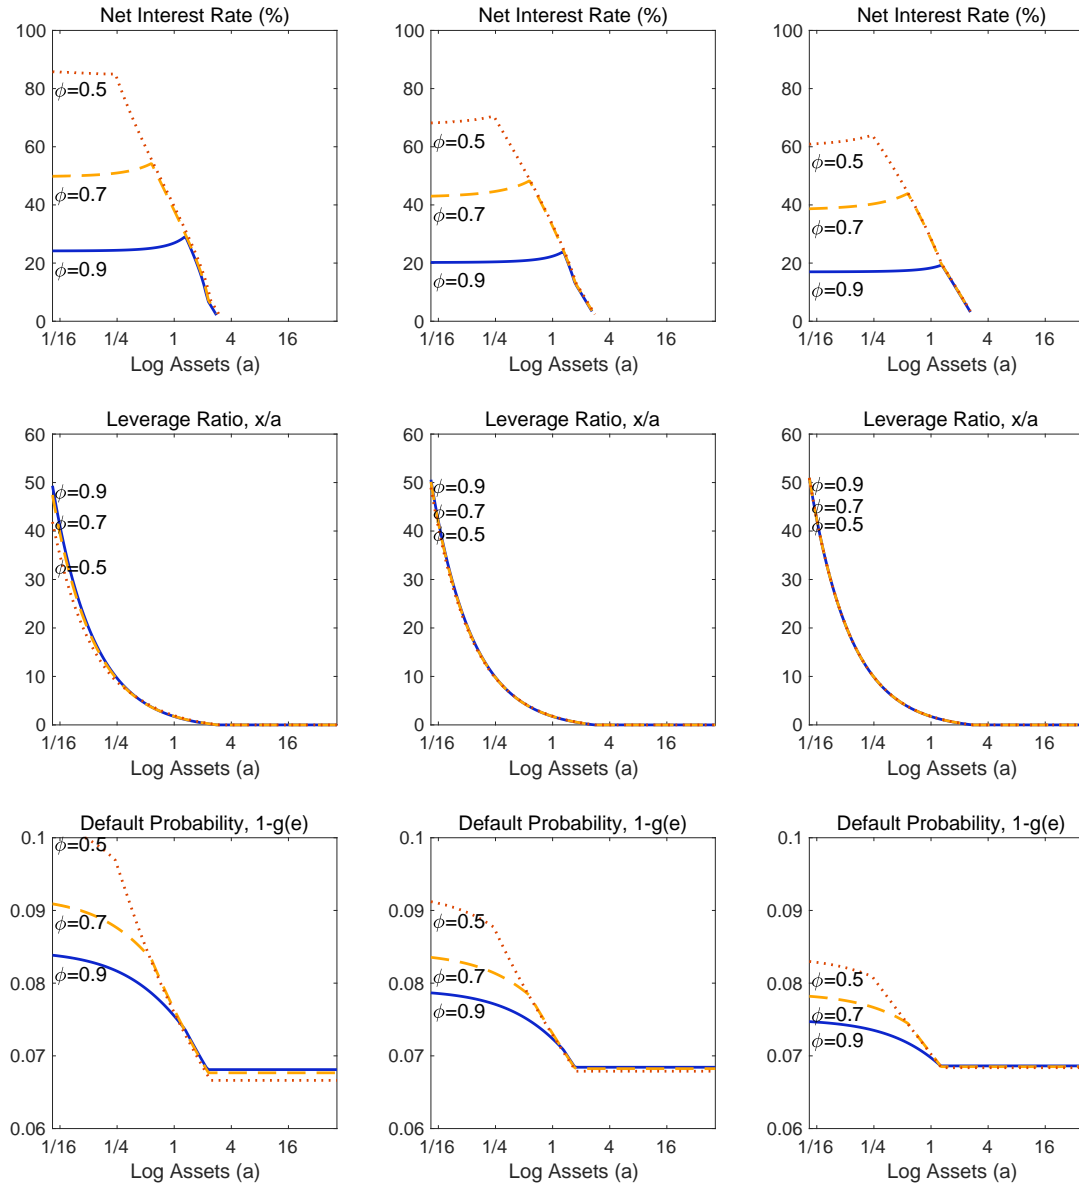 Net Interest Rate (%)
100
80
60
40
20
0
ϕ=0.5
ϕ=0.7
ϕ=0.9
1/16 1/4 1 4 16
Log Assets (a)
Net Interest Rate (%)
100
80
60
40
20
0
ϕ=0.5
ϕ=0.7
ϕ=0.9
1/16 1/4 1 4 16
Log Assets (a)
Net Interest Rate (%)
100
80
60
40
20
0
ϕ=0.5
ϕ=0.7
ϕ=0.9
1/16 1/4 1 4 16
Log Assets (a)
Leverage Ratio, x/a
60
50
40
30
20
10
0
ϕ=0.9
ϕ=0.7
ϕ=0.5
1/16 1/4 1 4 16
Log Assets (a)
Leverage Ratio, x/a
60
50
40
30
20
10
0
ϕ=0.9
ϕ=0.7
ϕ=0.5
1/16 1/4 1 4 16
Log Assets (a)
Leverage Ratio, x/a
60
50
40
30
20
10
0
ϕ=0.9
ϕ=0.7
ϕ=0.5
1/16 1/4 1 4 16
Log Assets (a)
Default Probability, 1-g(e)
0.1
0.09
0.08
0.07
0.06
ϕ=0.5
ϕ=0.7
ϕ=0.9
1/16 1/4 1 4 16
Log Assets (a)
Default Probability, 1-g(e)
0.1
0.09
0.08
0.07
0.06
ϕ=0.5
ϕ=0.7
ϕ=0.9
1/16 1/4 1 4 16
Log Assets (a)
Default Probability, 1-g(e)
0.1
0.09
0.08
0.07
0.06
ϕ=0.5
ϕ=0.7
ϕ=0.9
1/16 1/4 1 4 16
Log Assets (a)